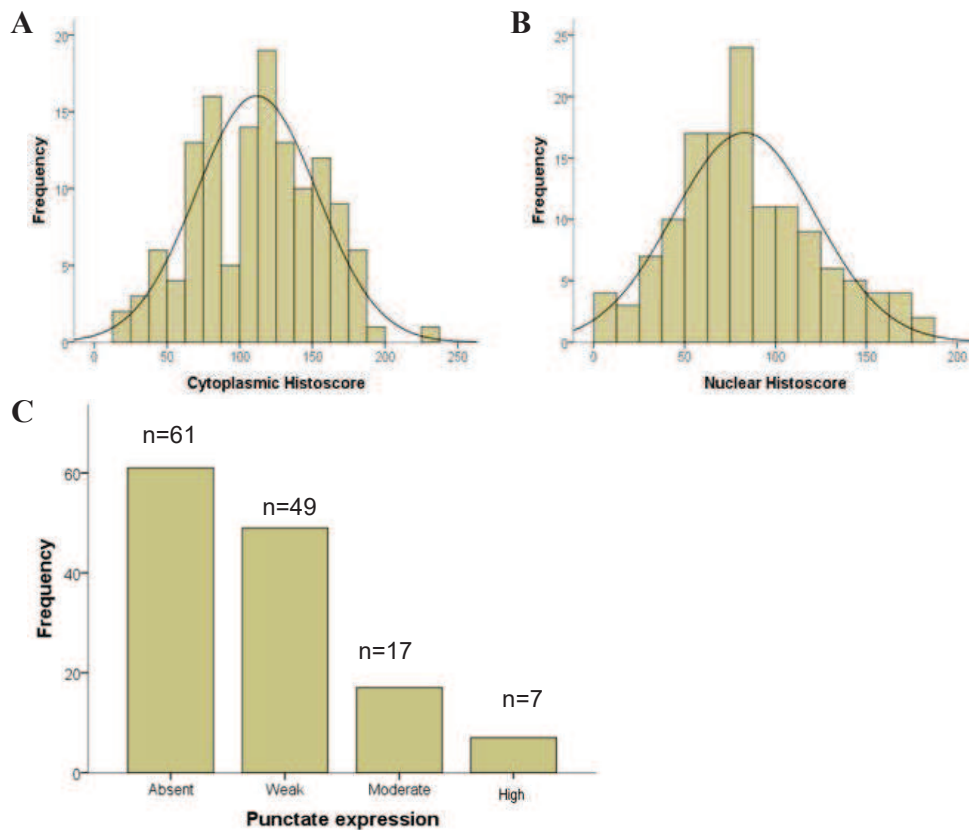 A
Frequency
20
15
10
5
0
0 50 100 150 200 250
Cytoplasmic Histoscore
B
Frequency
25
20
15
10
5
0
0 50 100 150 200
Nuclear Histoscore
C
Frequency
60
40
20
0
n=61
n=49
n=17
n=7
Absent Weak Moderate High
Punctate expression